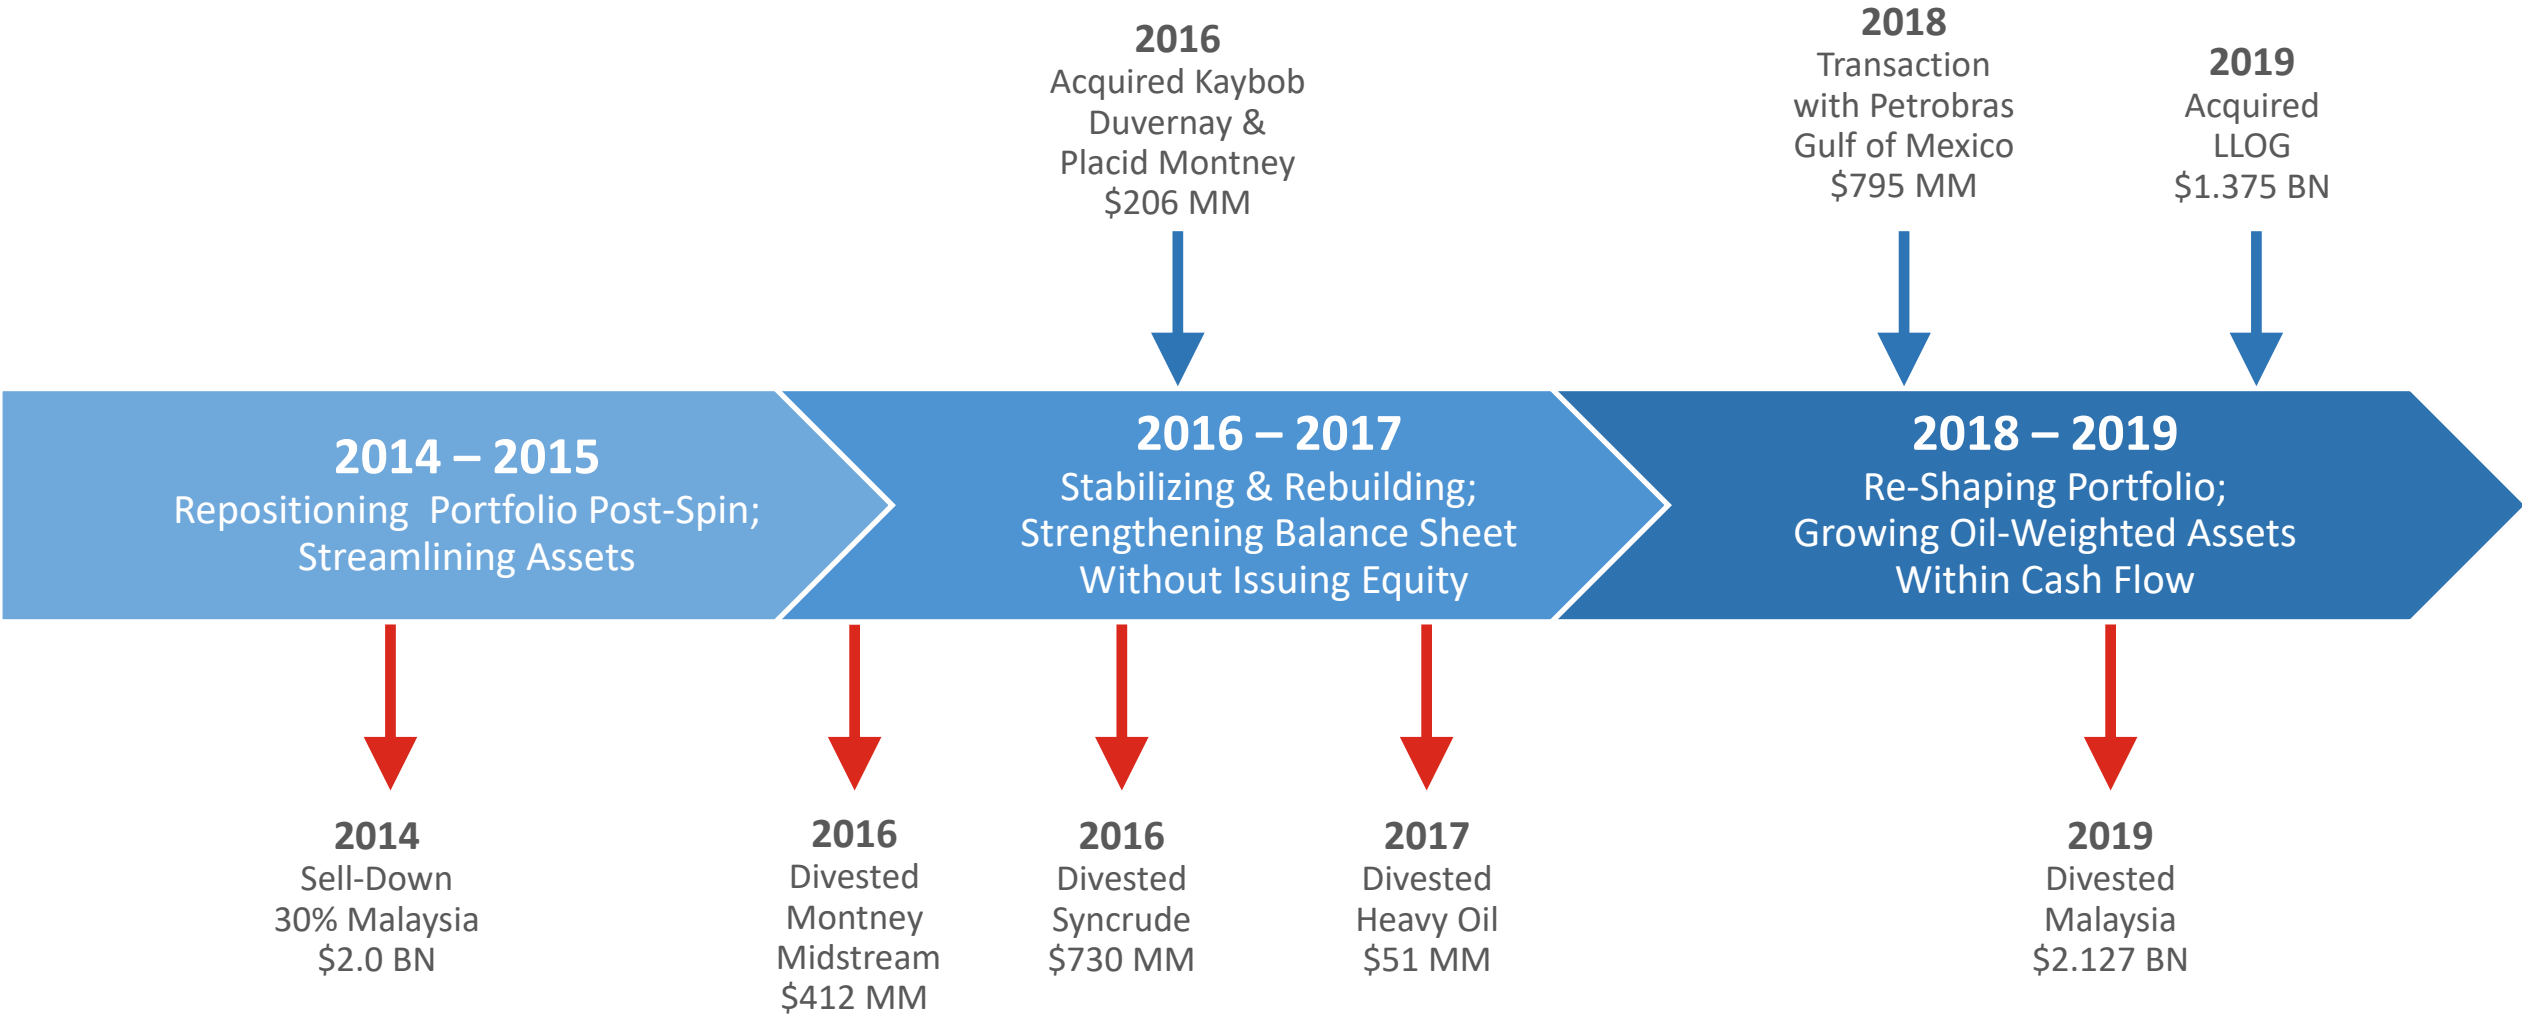 2016
Acquired Kaybob
Duvernay &
Placid Montney
$206 MM
2018
Transaction
with Petrobras
Gulf of Mexico
$795 MM
2019
Acquired
LLOG
$1.375 BN
2014 – 2015
Repositioning  Portfolio Post-Spin;
Streamlining Assets
2016 – 2017
Stabilizing & Rebuilding;
Strengthening Balance Sheet
Without Issuing Equity
2018 – 2019
Re-Shaping Portfolio;
Growing Oil-Weighted Assets
Within Cash Flow
2014
Sell-Down
30% Malaysia
$2.0 BN
2016
Divested
Montney
Midstream
$412 MM
2016
Divested
Syncrude
$730 MM
2017
Divested
Heavy Oil
$51 MM
2019
Divested
Malaysia
$2.127 BN